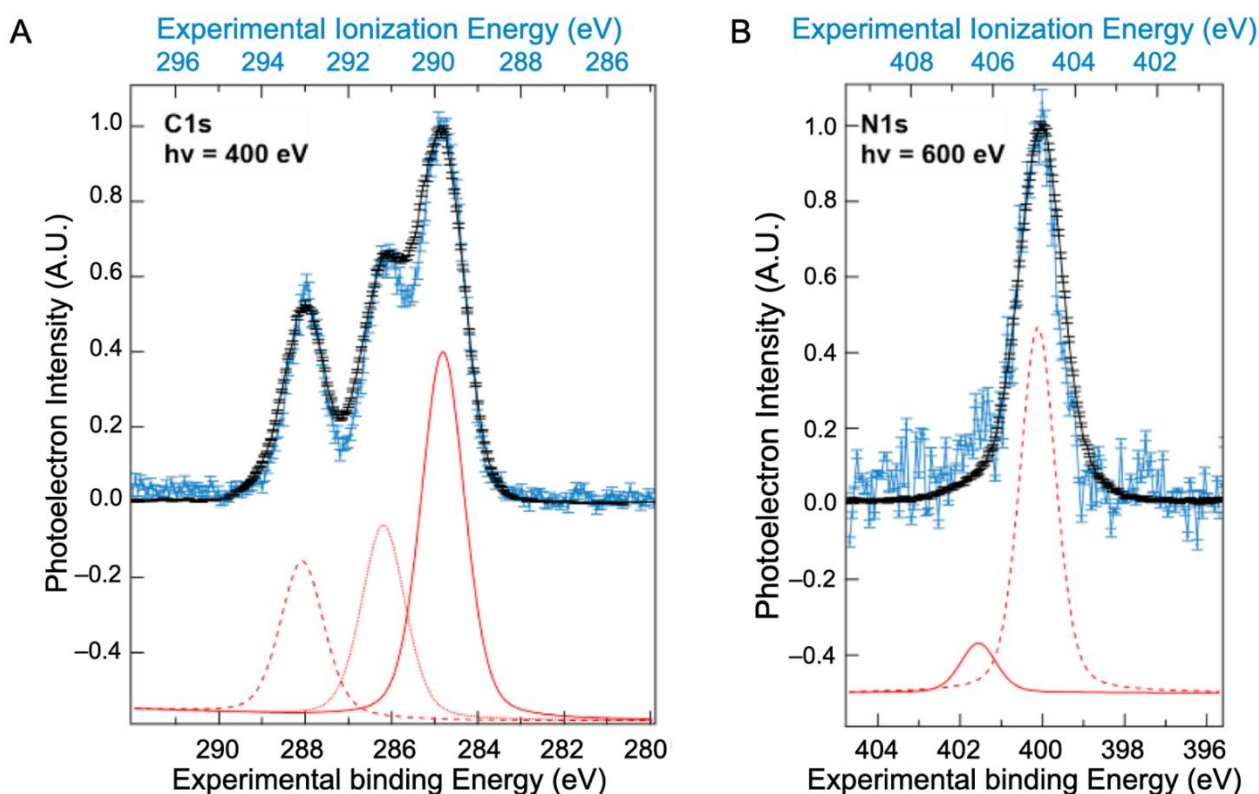 A
Experimental Ionization Energy (eV)
296 294 292 290 288 286
C1s
hν = 400 eV
Photoelectron Intensity (A.U.)
1.0
0.8
0.6
0.4
0.2
0.0
–0.2
–0.4
290 288 286 284 282 280
Experimental binding Energy (eV)
B
Experimental Ionization Energy (eV)
408 406 404 402
N1s
hν = 600 eV
Photoelectron Intensity (A.U.)
1.0
0.8
0.6
0.4
0.2
0.0
–0.2
–0.4
404 402 400 398 396
Experimental binding Energy (eV)